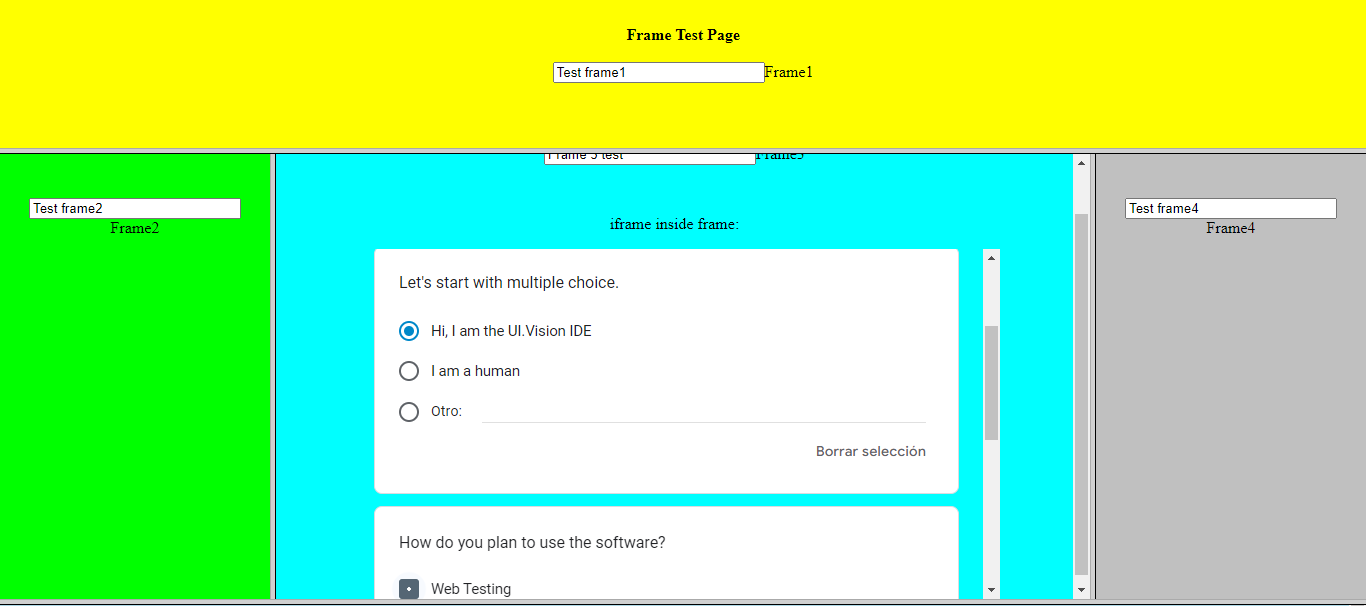 Frame Test Page
Test frame1 Frame1
Test frame2
Frame2
Frame 5 test Frame5
iframe inside frame:
Let's start with multiple choice.
Hi, I am the UI.Vision IDE
I am a human
Otro:
Borrar selección
How do you plan to use the software?
Web Testing
Test frame4
Frame4